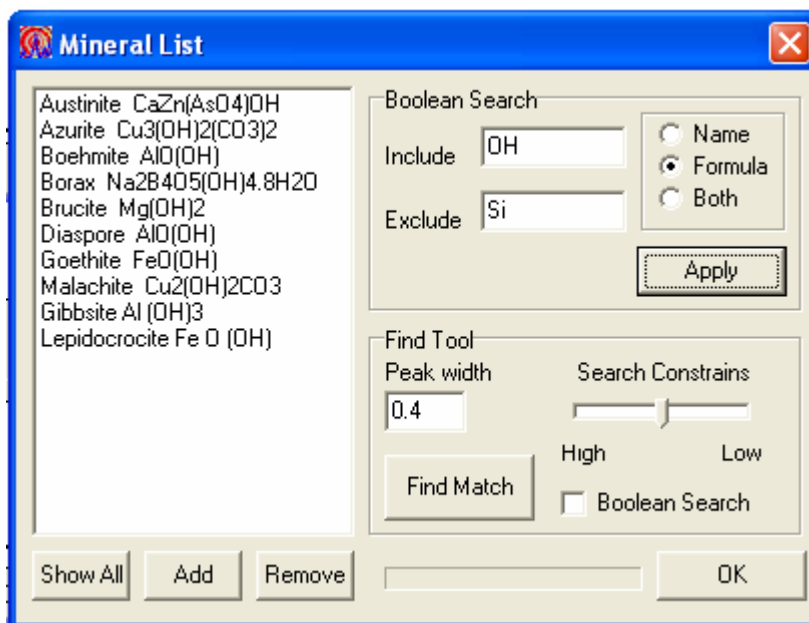 Mineral List
Austinite CaZn(AsO4)OH
Azurite Cu3(OH)2(CO3)2
Boehmite AlO(OH)
Borax Na2B4O5(OH)4.8H2O
Brucite Mg(OH)2
Diaspore AlO(OH)
Goethite FeO(OH)
Malachite Cu2(OH)2CO3
Gibbsite Al (OH)3
Lepidocrocite Fe O (OH)
Boolean Search
Include OH
Exclude Si
Name
Formula
Both
Apply
Find Tool
Peak width
0.4
Search Constrains
High Low
Find Match
Boolean Search
Show All Add Remove OK